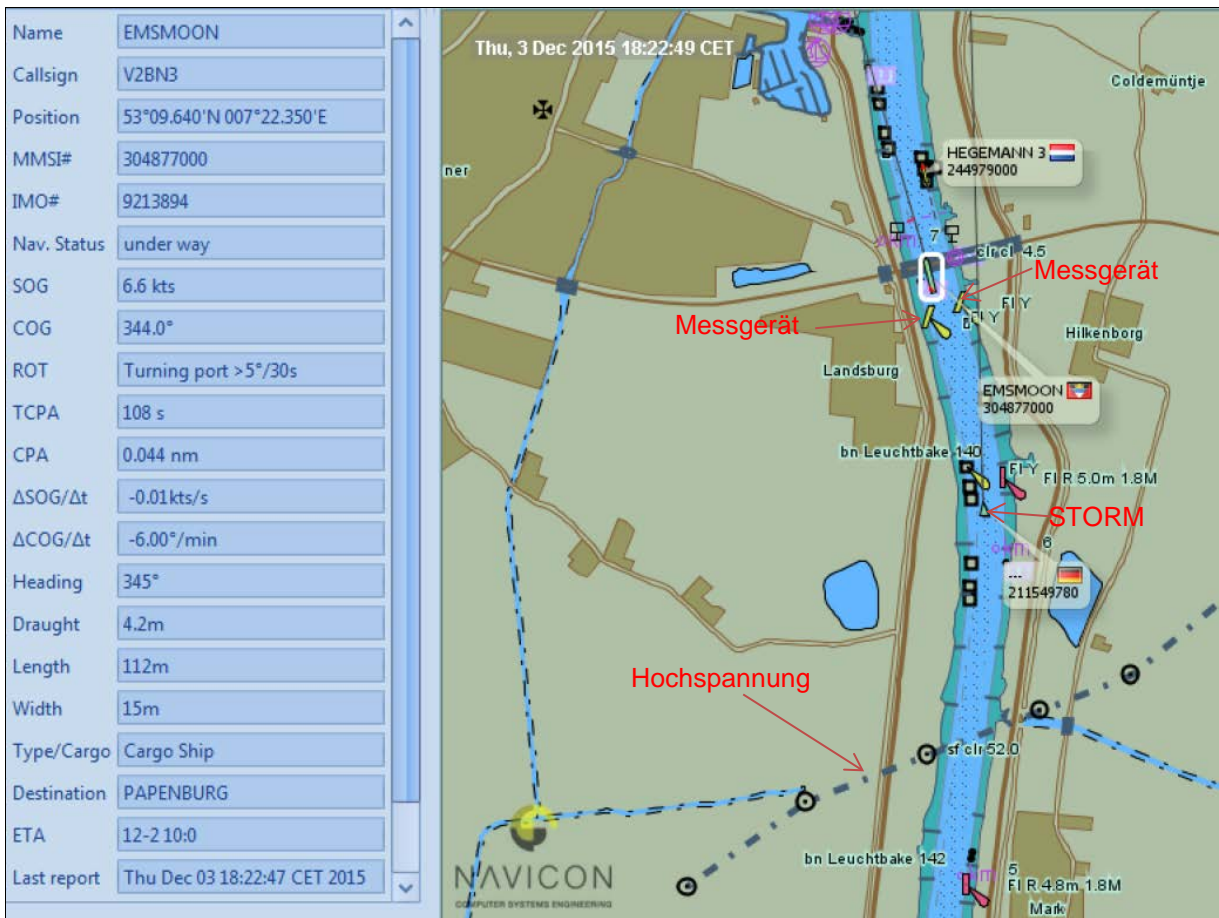 Name EMSMOON
Callsign V2BN3
Position 53°09.640'N 007°22.350'E
MMSI# 304877000
IMO# 9213894
Nav. Status under way
SOG 6.6 kts
COG 344.0°
ROT Turning port >5°/30s
TCPA 108 s
CPA 0.044 nm
ΔSOG/Δt -0.01kts/s
ΔCOG/Δt -6.00°/min
Heading 345°
Draught 4.2m
Length 112m
Width 15m
Type/Cargo Cargo Ship
Destination PAPENBURG
ETA 12-2 10:0
Last report Thu Dec 03 18:22:47 CET 2015
Thu, 3 Dec 2015 18:22:49 CET
Coldemüntje
HEGEMANN 3
244979000
ner
7
clr cl 4.5
Messgerät
Fl Y
Fl Y
Messgerät
Hilkenborg
Landsburg
EMSMOON
304877000
bn Leuchtbake 140
Fl Y
Fl R 5.0m 1.8M
STORM
6
---
211549780
Hochspannung
sf clr 52.0
NAVICON
COMPUTER SYSTEMS ENGINEERING
bn Leuchtbake 142
5
Fl R 4.8m 1.8M
Mark